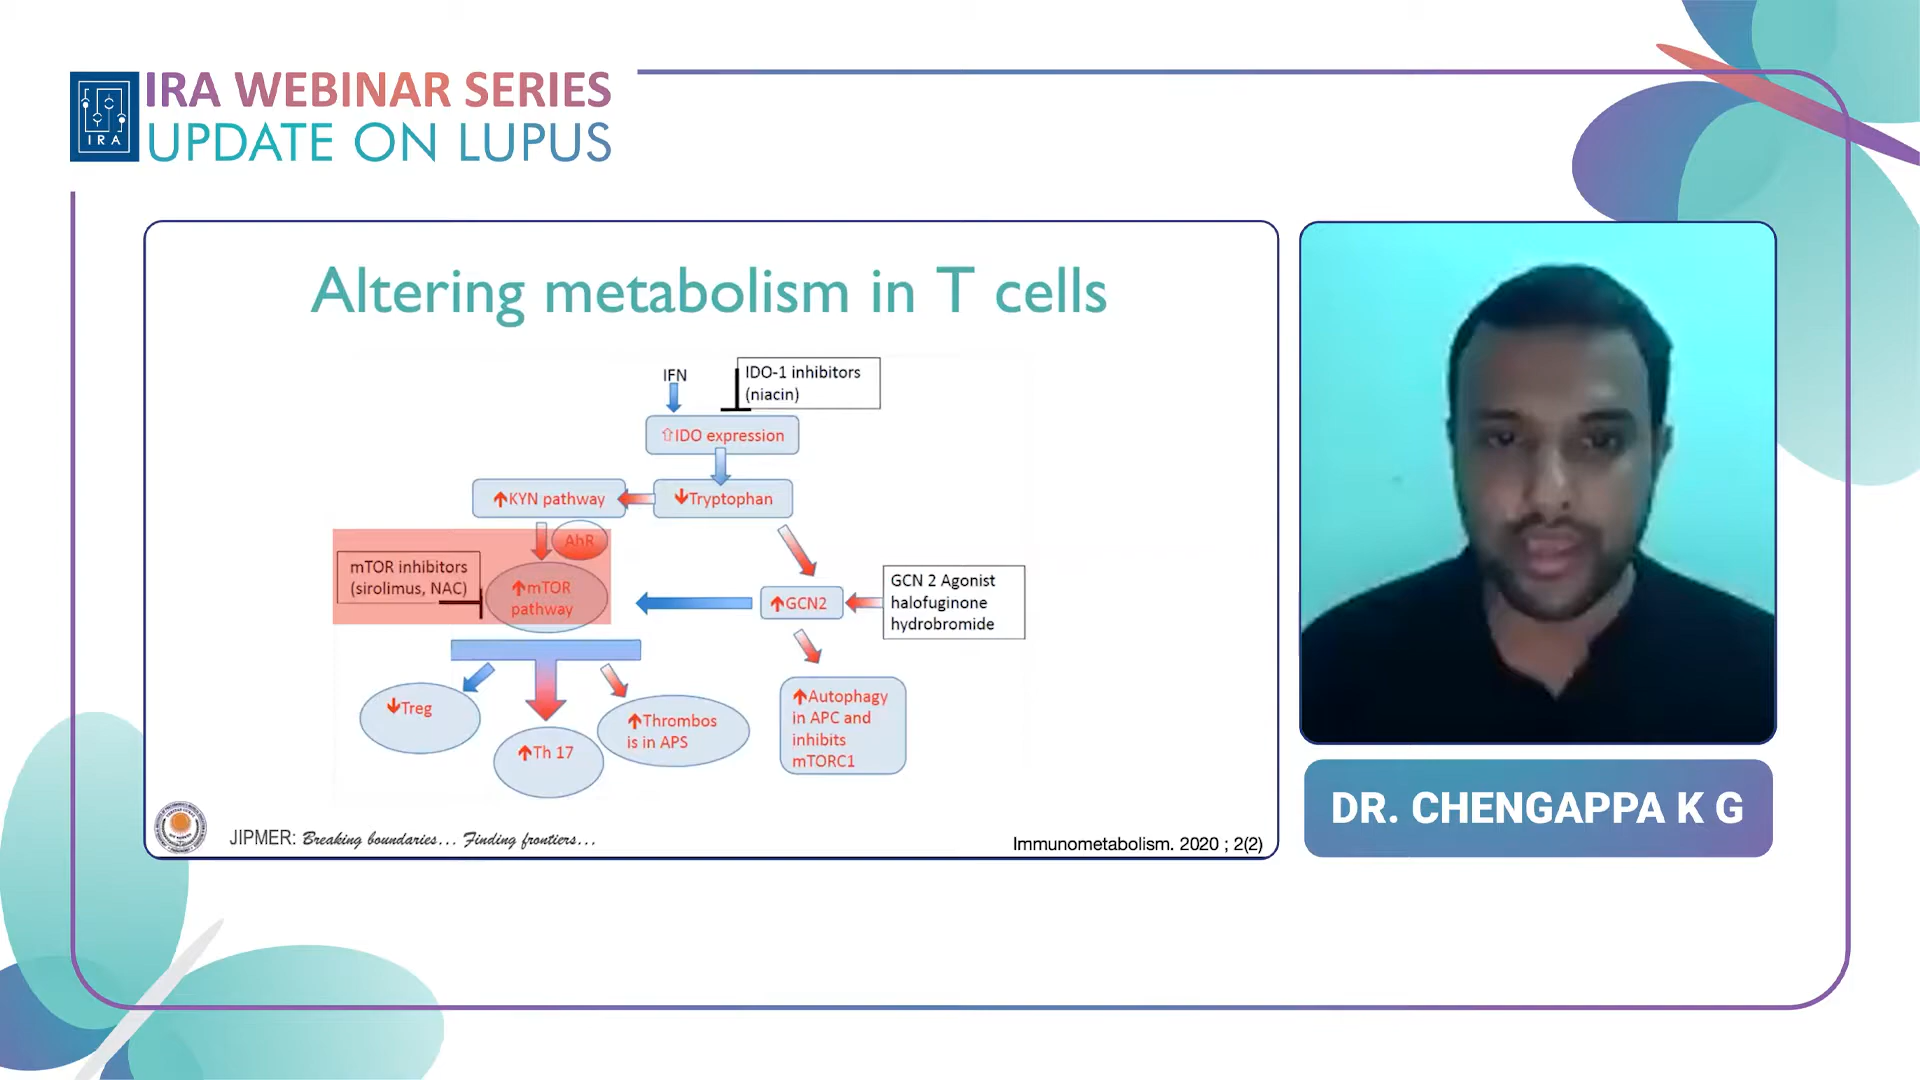 IRA WEBINAR SERIES
UPDATE ON LUPUS
IRA
Altering metabolism in T cells
IFN
IDO-1 inhibitors
(niacin)
⇧IDO expression
↑KYN pathway
↓Tryptophan
AhR
mTOR inhibitors
(sirolimus, NAC)
↑mTOR
pathway
↑GCN2
GCN 2 Agonist
halofuginone
hydrobromide
↓Treg
↑Th 17
↑Thrombos
is in APS
↑Autophagy
in APC and
inhibits
mTORC1
JIPMER: Breaking boundaries... Finding frontiers...
Immunometabolism. 2020 ; 2(2)
DR. CHENGAPPA K G